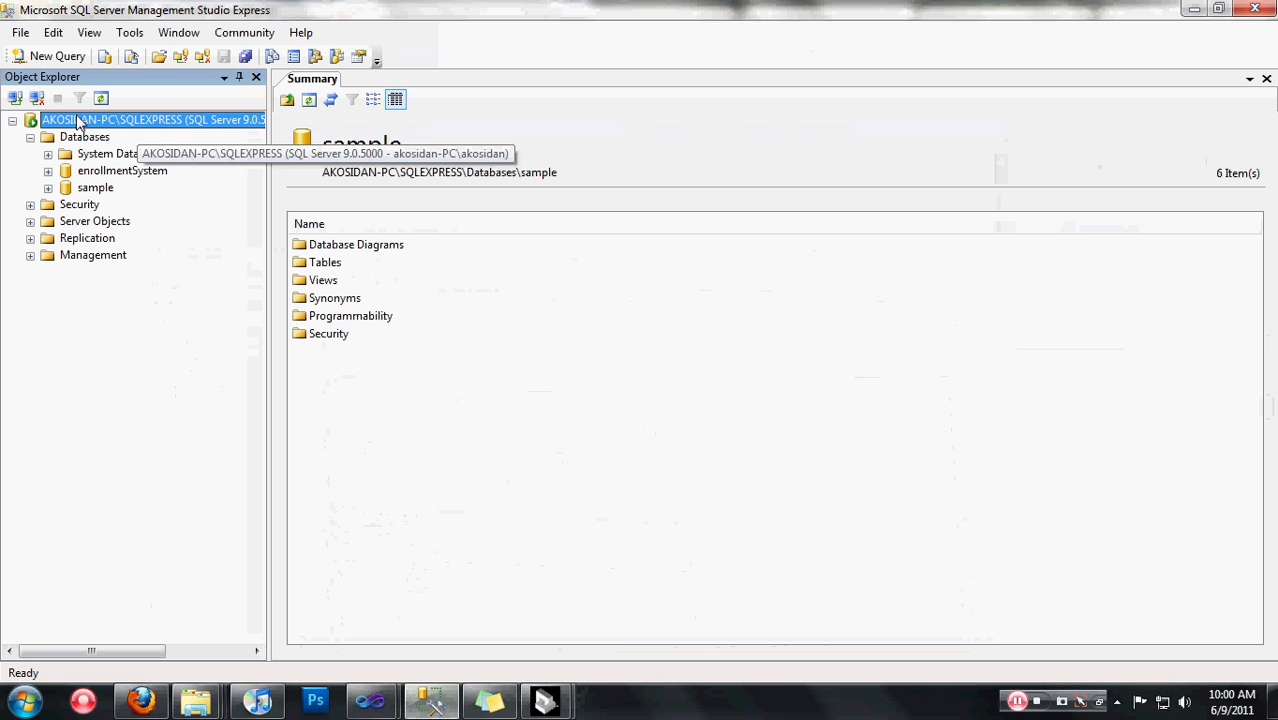 Microsoft SQL Server Management Studio Express
File Edit View Tools Window Community Help
New Query
Object Explorer
Summary
AKOSIDAN-PC\SQLEXPRESS (SQL Server 9.0.5
Databases
System Data
AKOSIDAN-PC\SQLEXPRESS (SQL Server 9.0.5000 - akosidan-PC\akosidan)
enrollmentSystem
sample
Security
Server Objects
Replication
Management
sample
AKOSIDAN-PC\SQLEXPRESS\Databases\sample
6 Item(s)
Name
Database Diagrams
Tables
Views
Synonyms
Programmability
Security
Ready
Ps
10:00 AM
6/9/2011